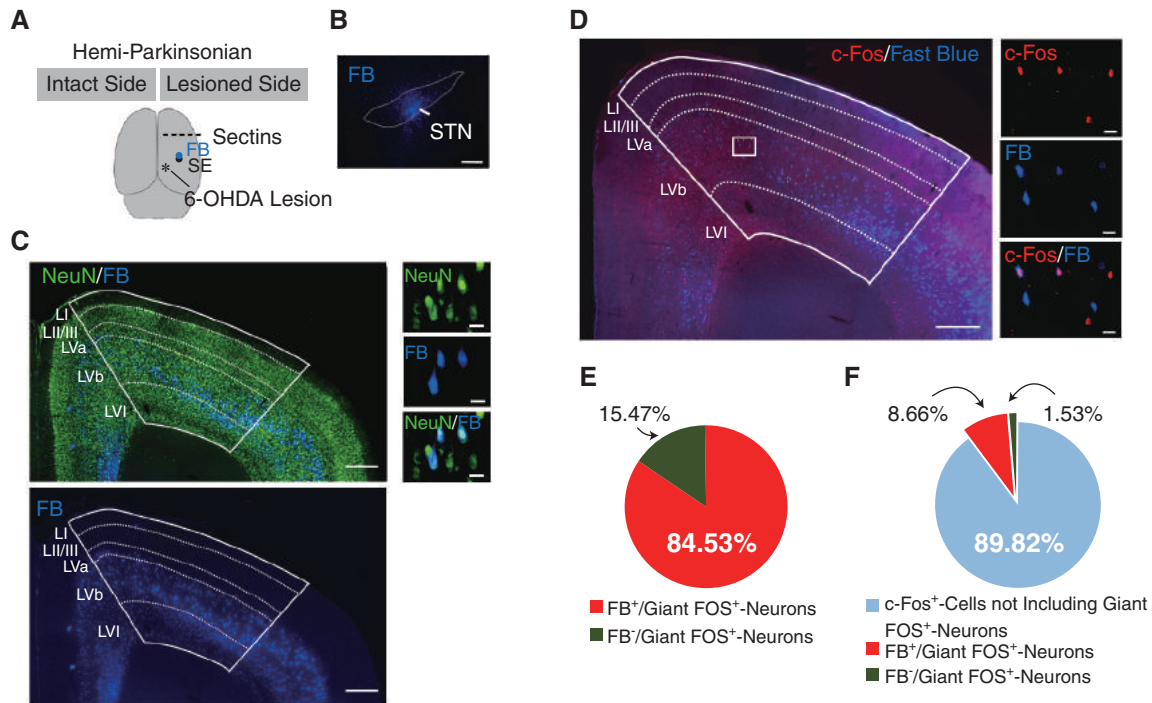 A
Hemi-Parkinsonian
Intact Side
Lesioned Side
Sectins
FB
SE
*
6-OHDA Lesion
B
FB
STN
C
NeuN/FB
LI
LII/III
LVa
LVb
LVI
NeuN
FB
NeuN/FB
FB
LI
LII/III
LVa
LVb
LVI
D
c-Fos/Fast Blue
LI
LII/III
LVa
LVb
LVI
c-Fos
FB
c-Fos/FB
E
15.47%
84.53%
FB⁺/Giant FOS⁺-Neurons
FB⁻/Giant FOS⁺-Neurons
F
8.66%
1.53%
89.82%
c-Fos⁺-Cells not Including Giant
FOS⁺-Neurons
FB⁺/Giant FOS⁺-Neurons
FB⁻/Giant FOS⁺-Neurons